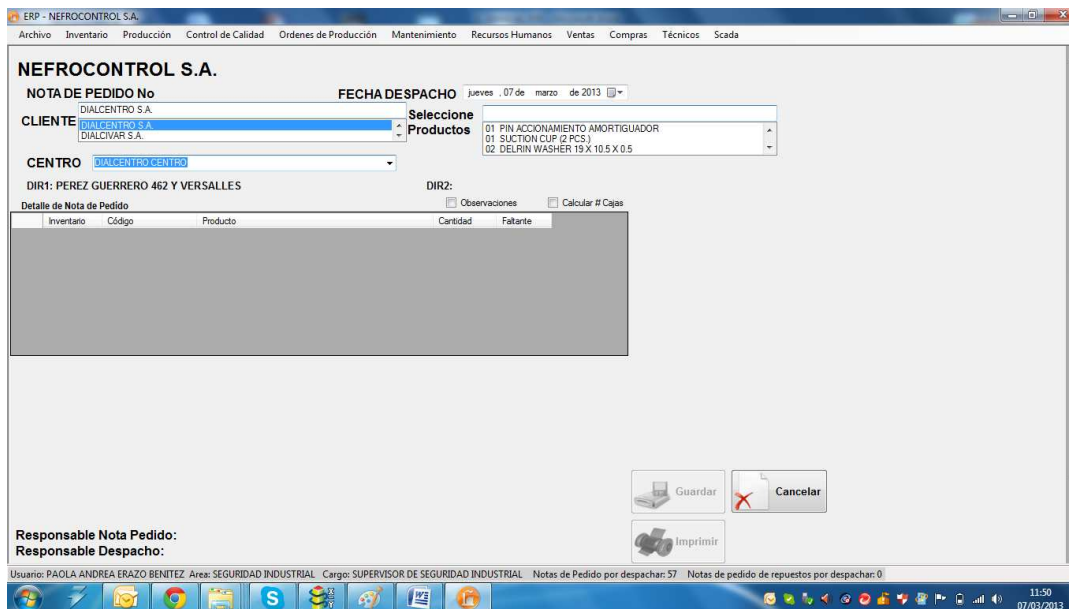 ERP - NEFROCONTROL S.A.
Archivo Inventario Producción Control de Calidad Ordenes de Producción Mantenimiento Recursos Humanos Ventas Compras Técnicos Scada
NEFROCONTROL S.A.
NOTA DE PEDIDO No FECHA DESPACHO jueves , 07 de marzo de 2013
CLIENTE DIALCENTRO S.A. Seleccione Productos
DIALCENTRO S.A. 01 PIN ACCIONAMIENTO AMORTIGUADOR
DIALCIVAR S.A. 01 SUCTION CUP (2 PCS.)
02 DELRIN WASHER 19 X 10.5 X 0.5
CENTRO DIALCENTRO CENTRO
DIR1: PEREZ GUERRERO 462 Y VERSALLES DIR2:
Detalle de Nota de Pedido Observaciones Calcular # Cajas
Inventario Código Producto Cantidad Faltante
Guardar Cancelar
Imprimir
Responsable Nota Pedido:
Responsable Despacho:
Usuario: PAOLA ANDREA ERAZO BENITEZ Area: SEGURIDAD INDUSTRIAL Cargo: SUPERVISOR DE SEGURIDAD INDUSTRIAL Notas de Pedido por despachar: 57 Notas de pedido de repuestos por despachar: 0
11:50
07/03/2013